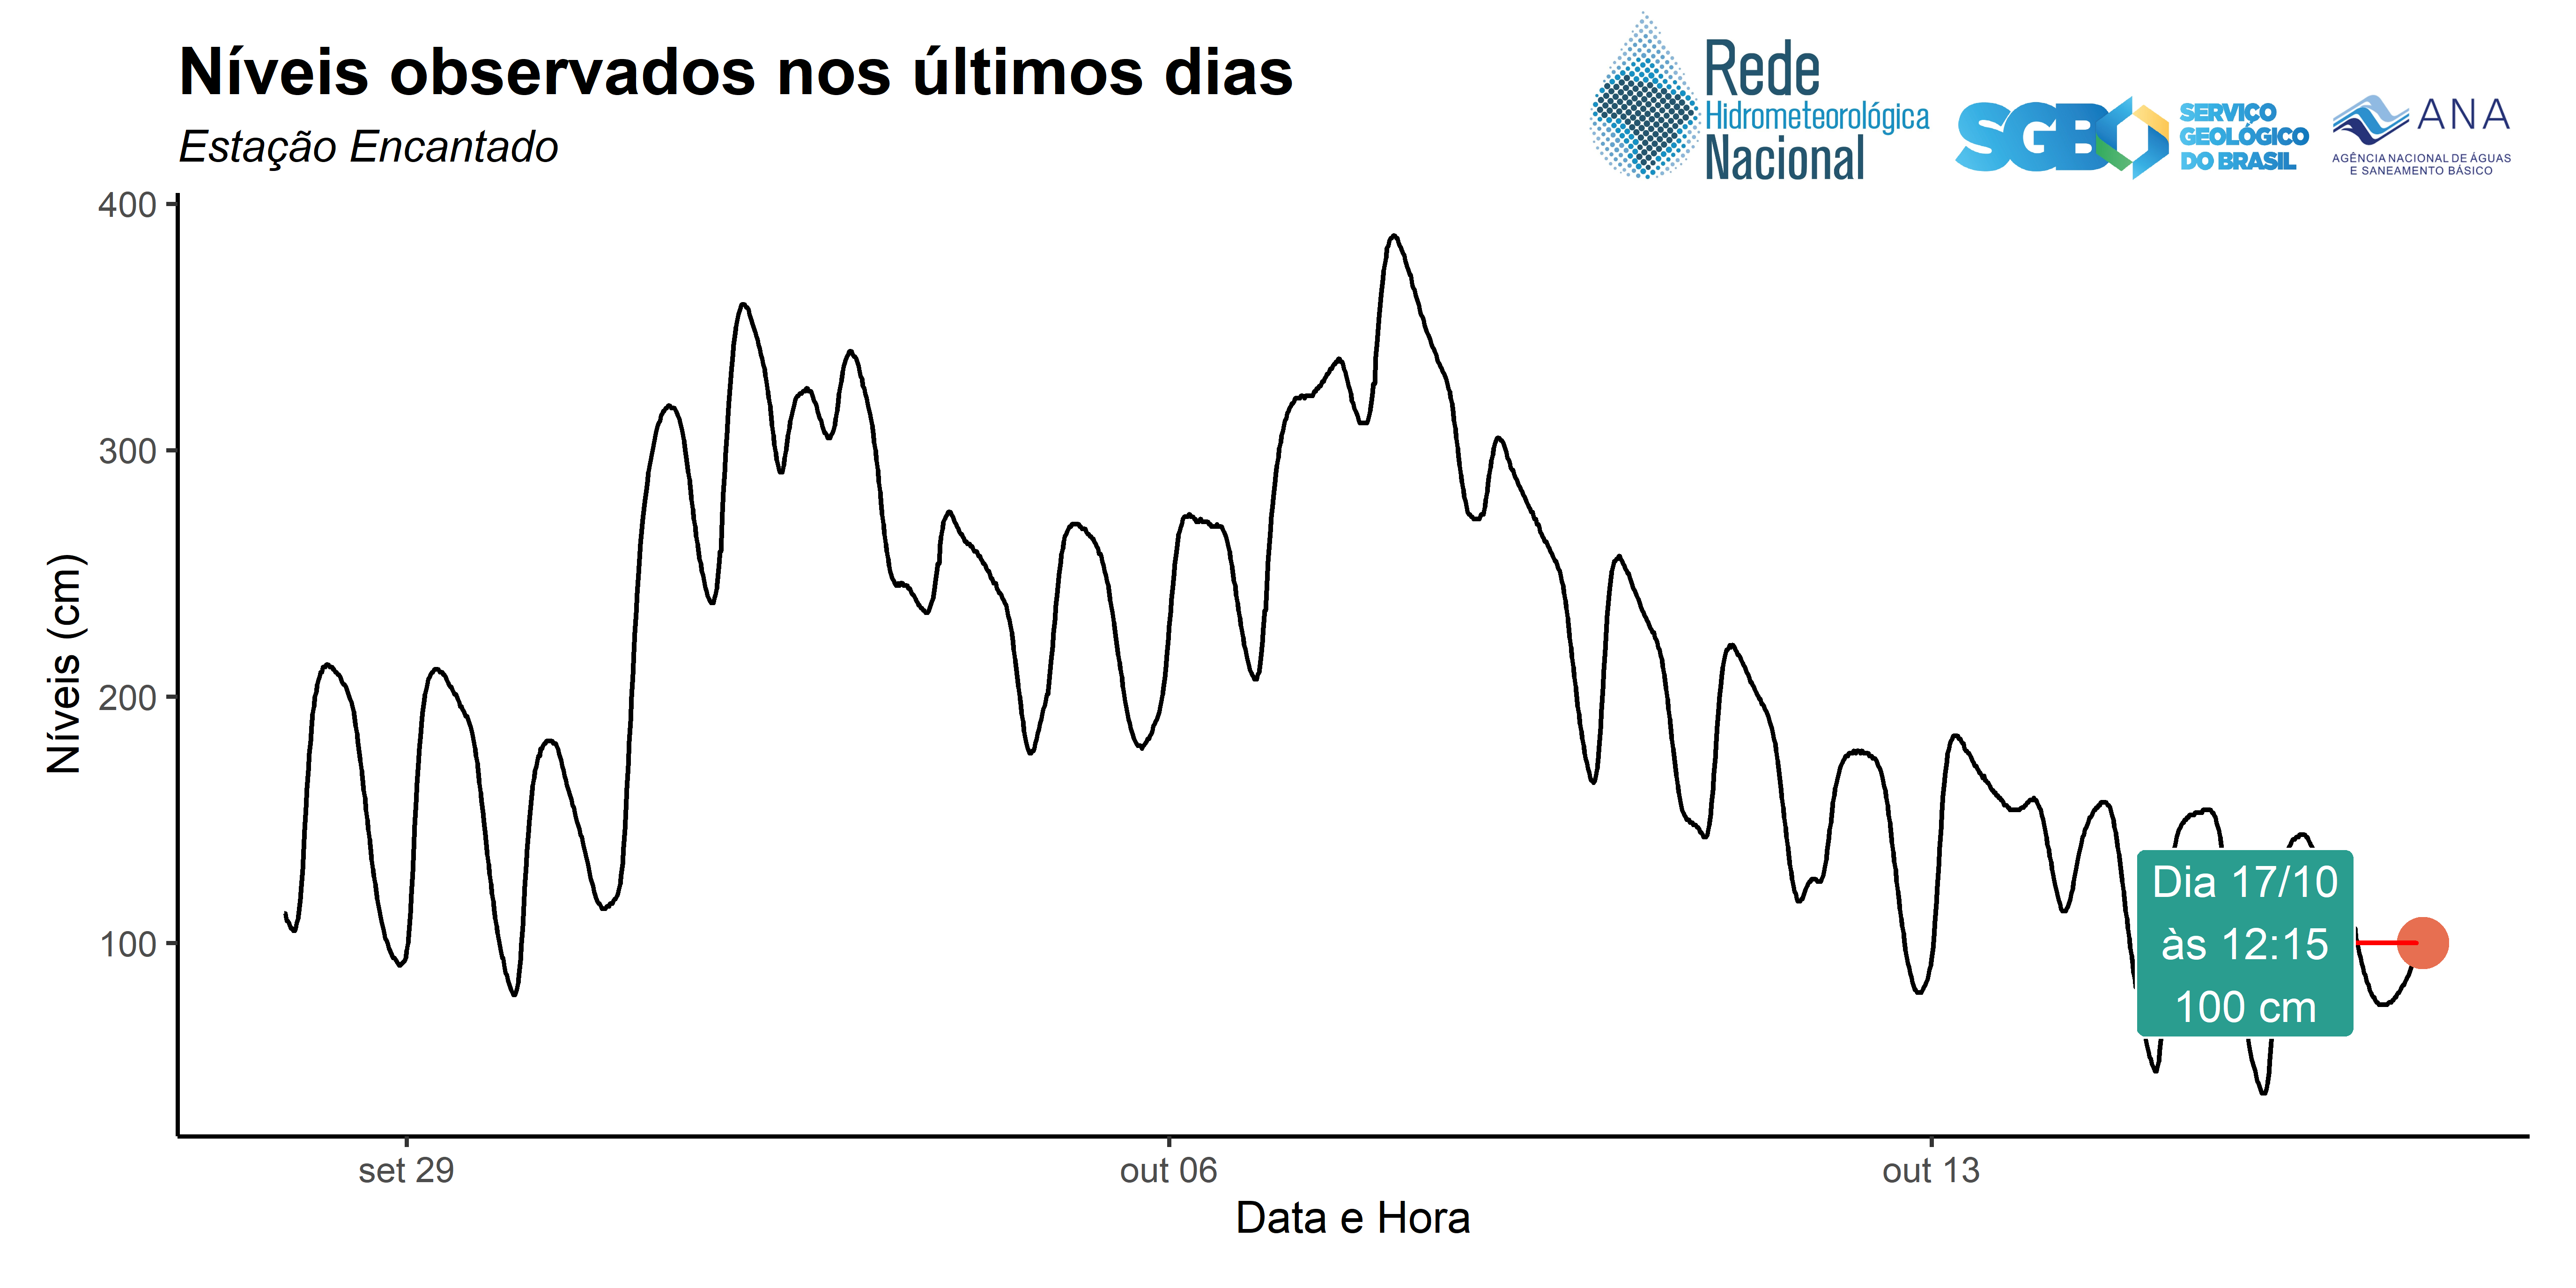 Níveis observados nos últimos dias
Estação Encantado
Rede
Hidrometeorológica
Nacional
SGB
SERVIÇO
GEOLÓGICO
DO BRASIL
ANA
AGÊNCIA NACIONAL DE ÁGUAS
E SANEAMENTO BÁSICO
400
300
200
100
Níveis (cm)
Dia 17/10
às 12:15
100 cm
set 29
out 06
out 13
Data e Hora